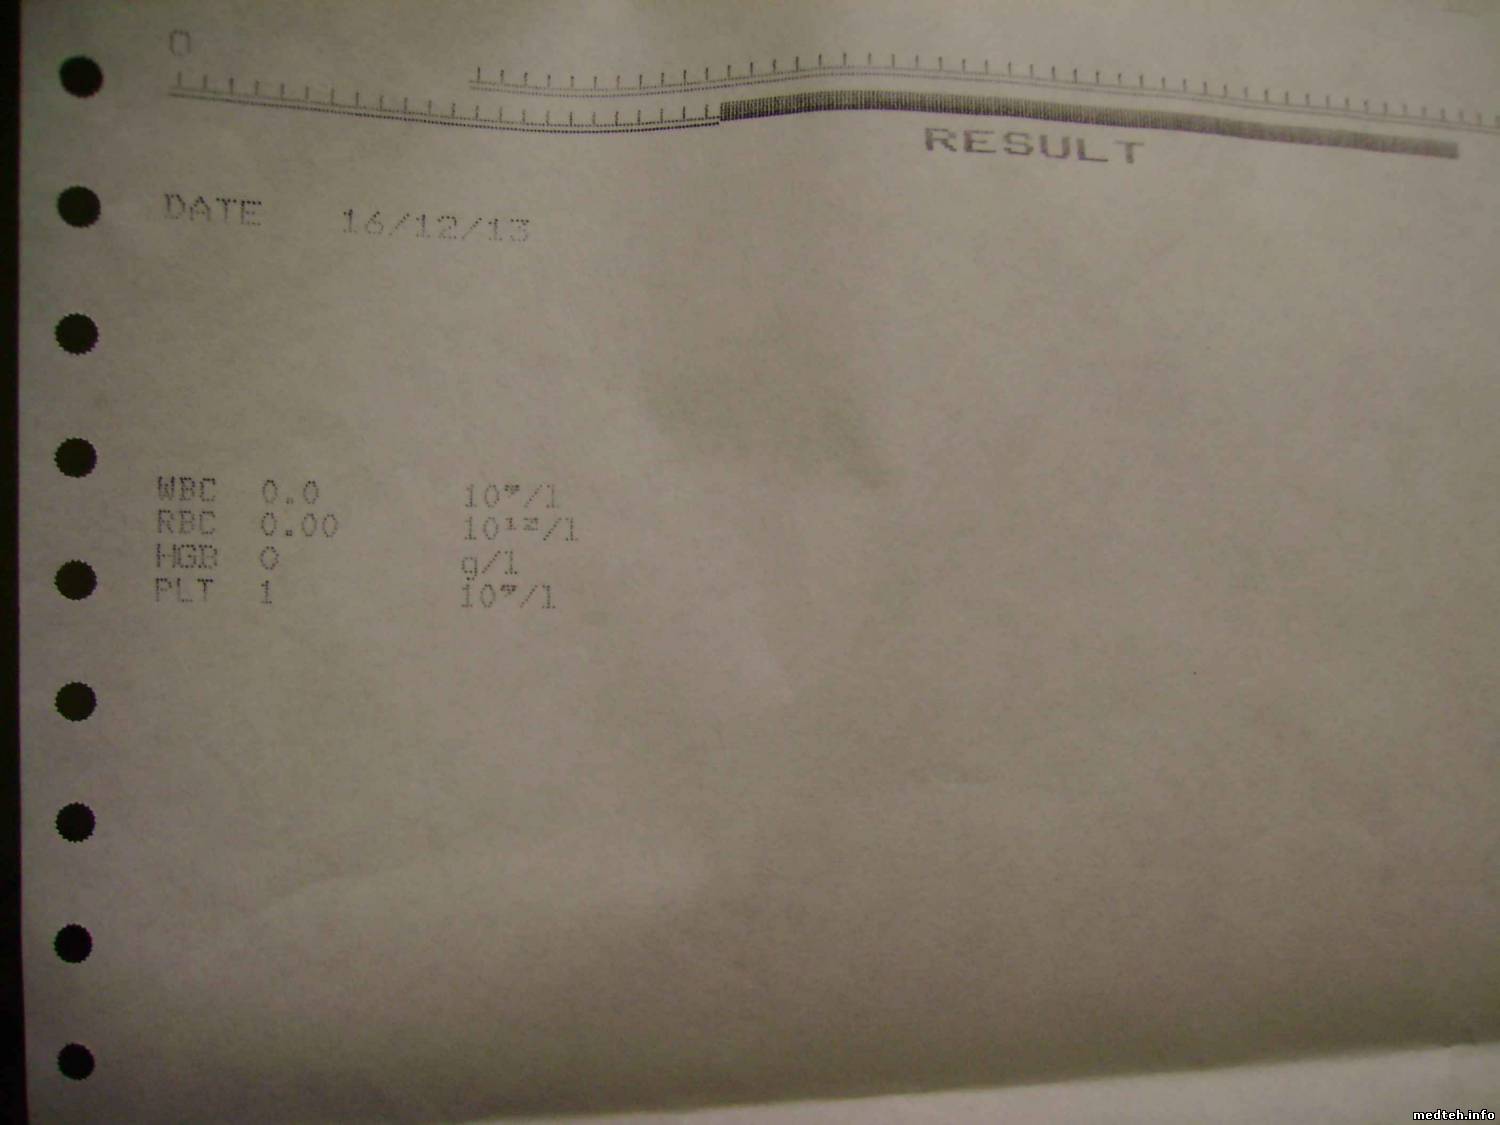 0
RESULT
DATE 16/12/13
WBC 0.0 10⁹/l
RBC 0.00 10¹²/l
HGB 0 g/l
PLT 1 10⁹/l
medteh.info